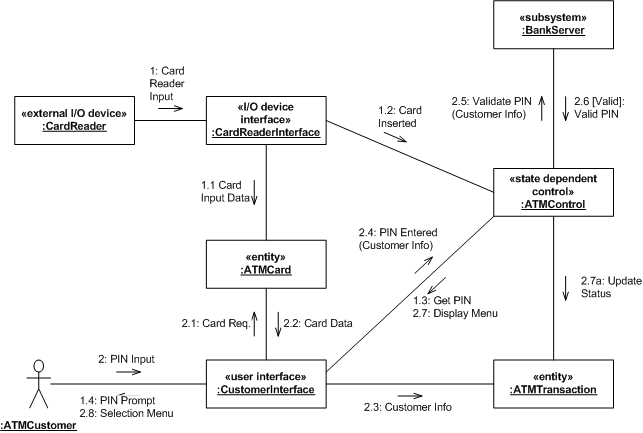 «subsystem»
:BankServer
1: Card
Reader
Input
«external I/O device»
:CardReader
«I/O device
interface»
:CardReaderInterface
1.2: Card
Inserted
2.5: Validate PIN
(Customer Info)
2.6 [Valid]:
Valid PIN
1.1 Card
Input Data
«state dependent
control»
:ATMControl
2.4: PIN Entered
(Customer Info)
«entity»
:ATMCard
1.3: Get PIN
2.7: Display Menu
2.7a: Update
Status
2.1: Card Req.
2.2: Card Data
2: PIN Input
«user interface»
:CustomerInterface
«entity»
:ATMTransaction
1.4: PIN Prompt
2.8: Selection Menu
2.3: Customer Info
:ATMCustomer